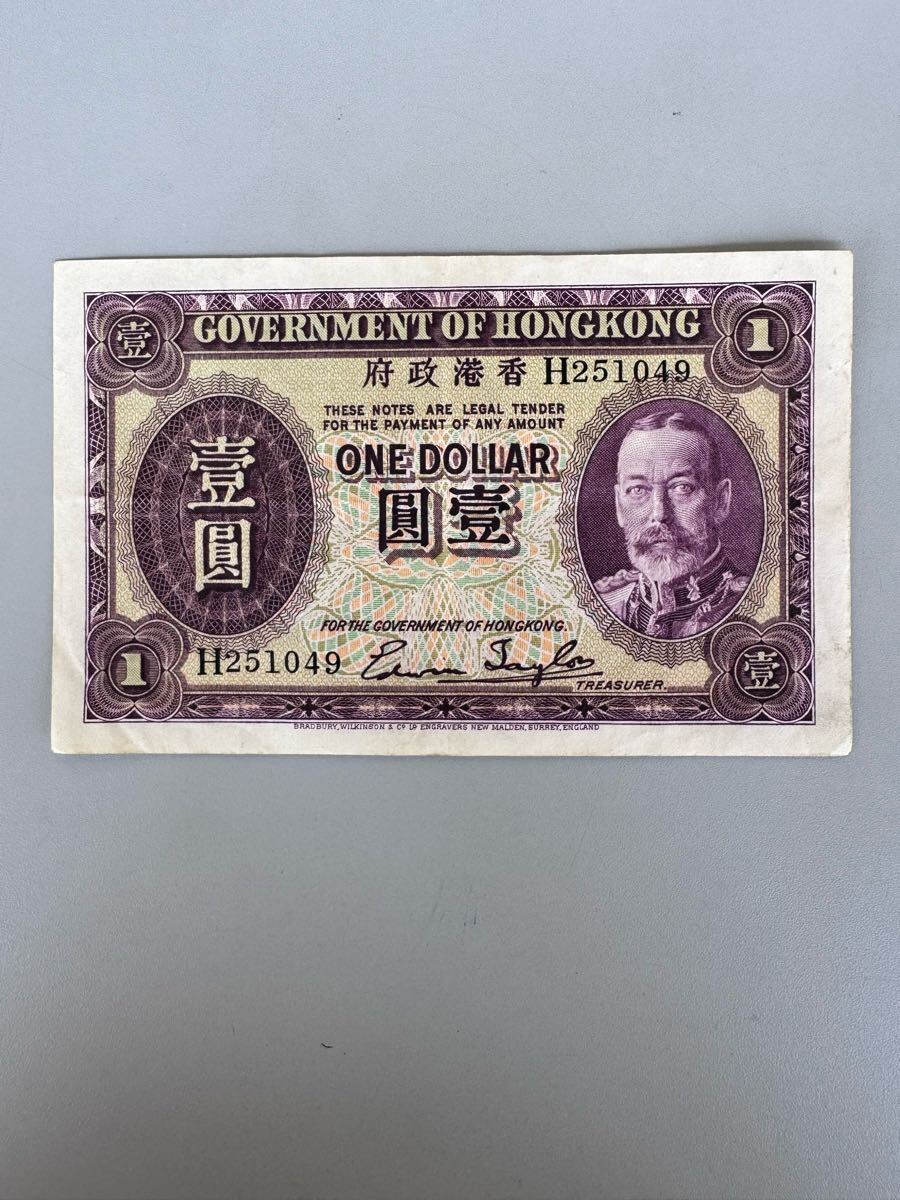 壹 GOVERNMENT OF HONGKONG 1
府政港香 H251049
THESE NOTES ARE LEGAL TENDER
FOR THE PAYMENT OF ANY AMOUNT
ONE DOLLAR
圓壹
壹
圓
FOR THE GOVERNMENT OF HONGKONG.
1 H251049 Edwin Taylor 壹
TREASURER.
BRADBURY, WILKINSON & Cº Lᴰ ENGRAVERS NEW MALDEN, SURREY, ENGLAND